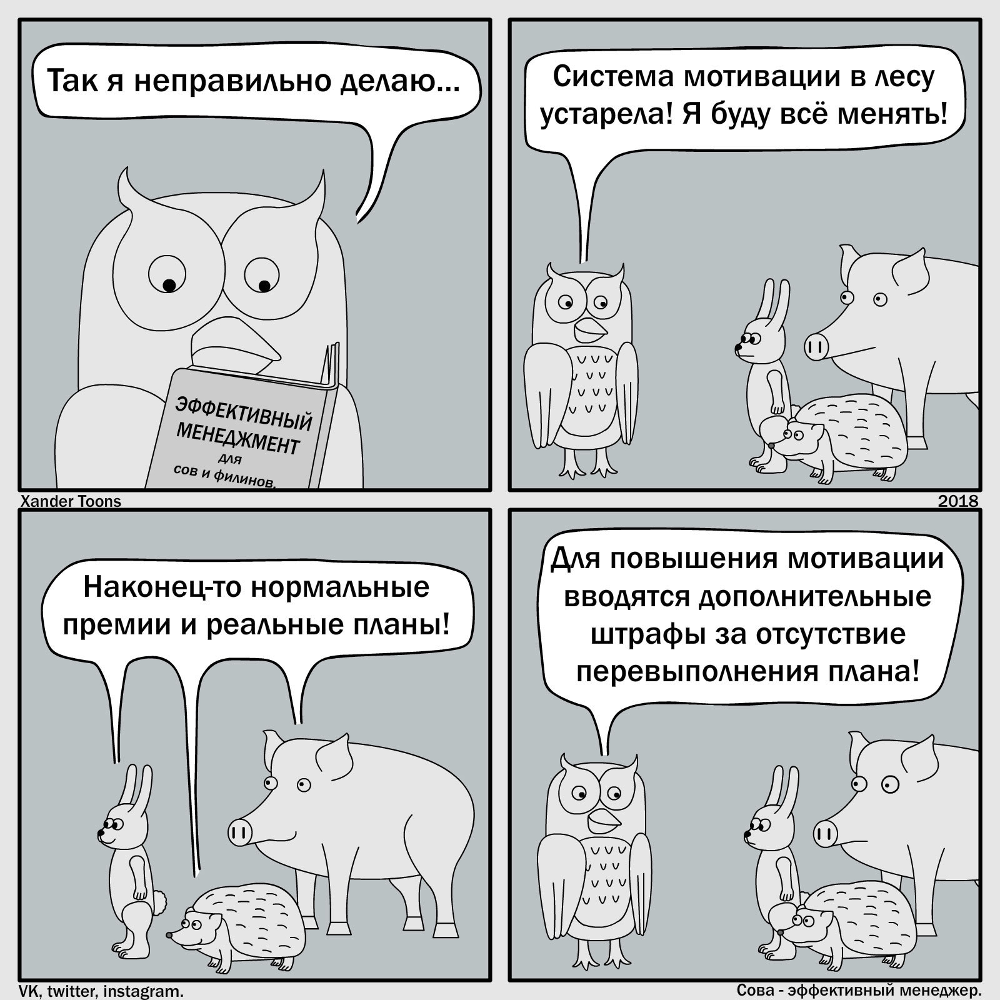 Так я неправильно делаю...
ЭФФЕКТИВНЫЙ
МЕНЕДЖМЕНТ
для
сов и филинов.
Система мотивации в лесу
устарела! Я буду всё менять!
Xander Toons
2018
Наконец-то нормальные
премии и реальные планы!
Для повышения мотивации
вводятся дополнительные
штрафы за отсутствие
перевыполнения плана!
VK, twitter, instagram.
Сова - эффективный менеджер.